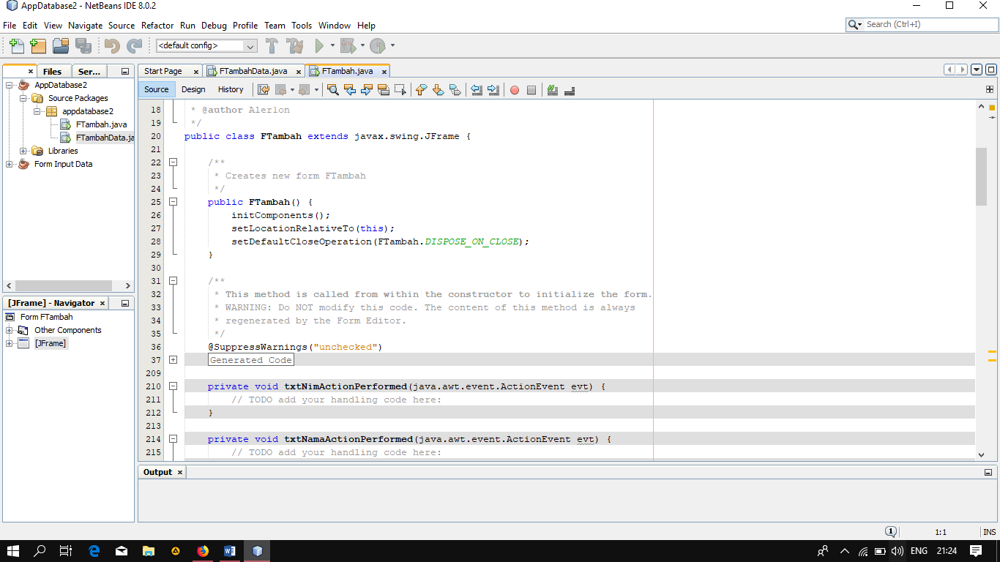 AppDatabase2 - NetBeans IDE 8.0.2
File Edit View Navigate Source Refactor Run Debug Profile Team Tools Window Help
Search (Ctrl+I)
<default config>
Files Ser...
AppDatabase2
Source Packages
appdatabase2
FTambah.java
FTambahData.ja
Libraries
Form Input Data
[JFrame] - Navigator
Form FTambah
Other Components
[JFrame]
Start Page FTambahData.java FTambah.java
Source Design History
18 * @author Alerlon
19 */
20 public class FTambah extends javax.swing.JFrame {
21
22 /**
23 * Creates new form FTambah
24 */
25 public FTambah() {
26 initComponents();
27 setLocationRelativeTo(this);
28 setDefaultCloseOperation(FTambah.DISPOSE_ON_CLOSE);
29 }
30
31 /**
32 * This method is called from within the constructor to initialize the form.
33 * WARNING: Do NOT modify this code. The content of this method is always
34 * regenerated by the Form Editor.
35 */
36 @SuppressWarnings("unchecked")
37 Generated Code
209
210 private void txtNimActionPerformed(java.awt.event.ActionEvent evt) {
211 // TODO add your handling code here:
212 }
213
214 private void txtNamaActionPerformed(java.awt.event.ActionEvent evt) {
215 // TODO add your handling code here:
Output
1 1:1 INS
ENG 21:24